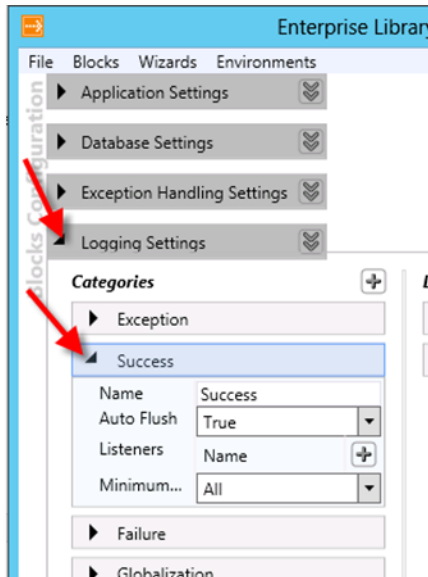 Enterprise Library
File Blocks Wizards Environments
Blocks Configuration
Application Settings
Database Settings
Exception Handling Settings
Logging Settings
Categories
Exception
Success
Name Success
Auto Flush True
Listeners Name
Minimum... All
Failure
Globalization